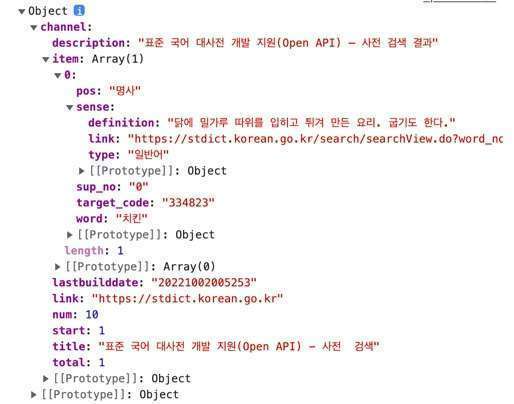 Object i
channel:
description: "표준 국어 대사전 개발 지원(Open API) – 사전 검색 결과"
item: Array(1)
0:
pos: "명사"
sense:
definition: "닭에 밀가루 따위를 입히고 튀겨 만든 요리. 굽기도 한다."
link: "https://stdict.korean.go.kr/search/searchView.do?word_no
type: "일반어"
[[Prototype]]: Object
sup_no: "0"
target_code: "334823"
word: "치킨"
[[Prototype]]: Object
length: 1
[[Prototype]]: Array(0)
lastbuilddate: "20221002005253"
link: "https://stdict.korean.go.kr"
num: 10
start: 1
title: "표준 국어 대사전 개발 지원(Open API) – 사전  검색"
total: 1
[[Prototype]]: Object
[[Prototype]]: Object